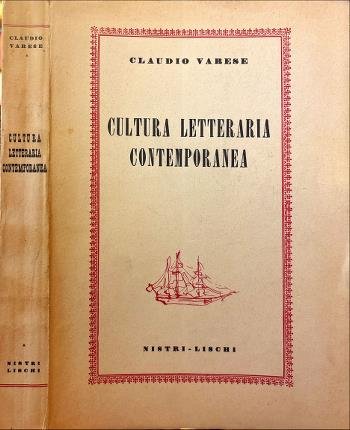 CLAUDIO
VARESE
CULTURA
LETTERARIA
CONTEMPORANEA
NISTRI
LISCHI
CLAUDIO VARESE
CULTURA LETTERARIA
CONTEMPORANEA
NISTRI-LISCHI